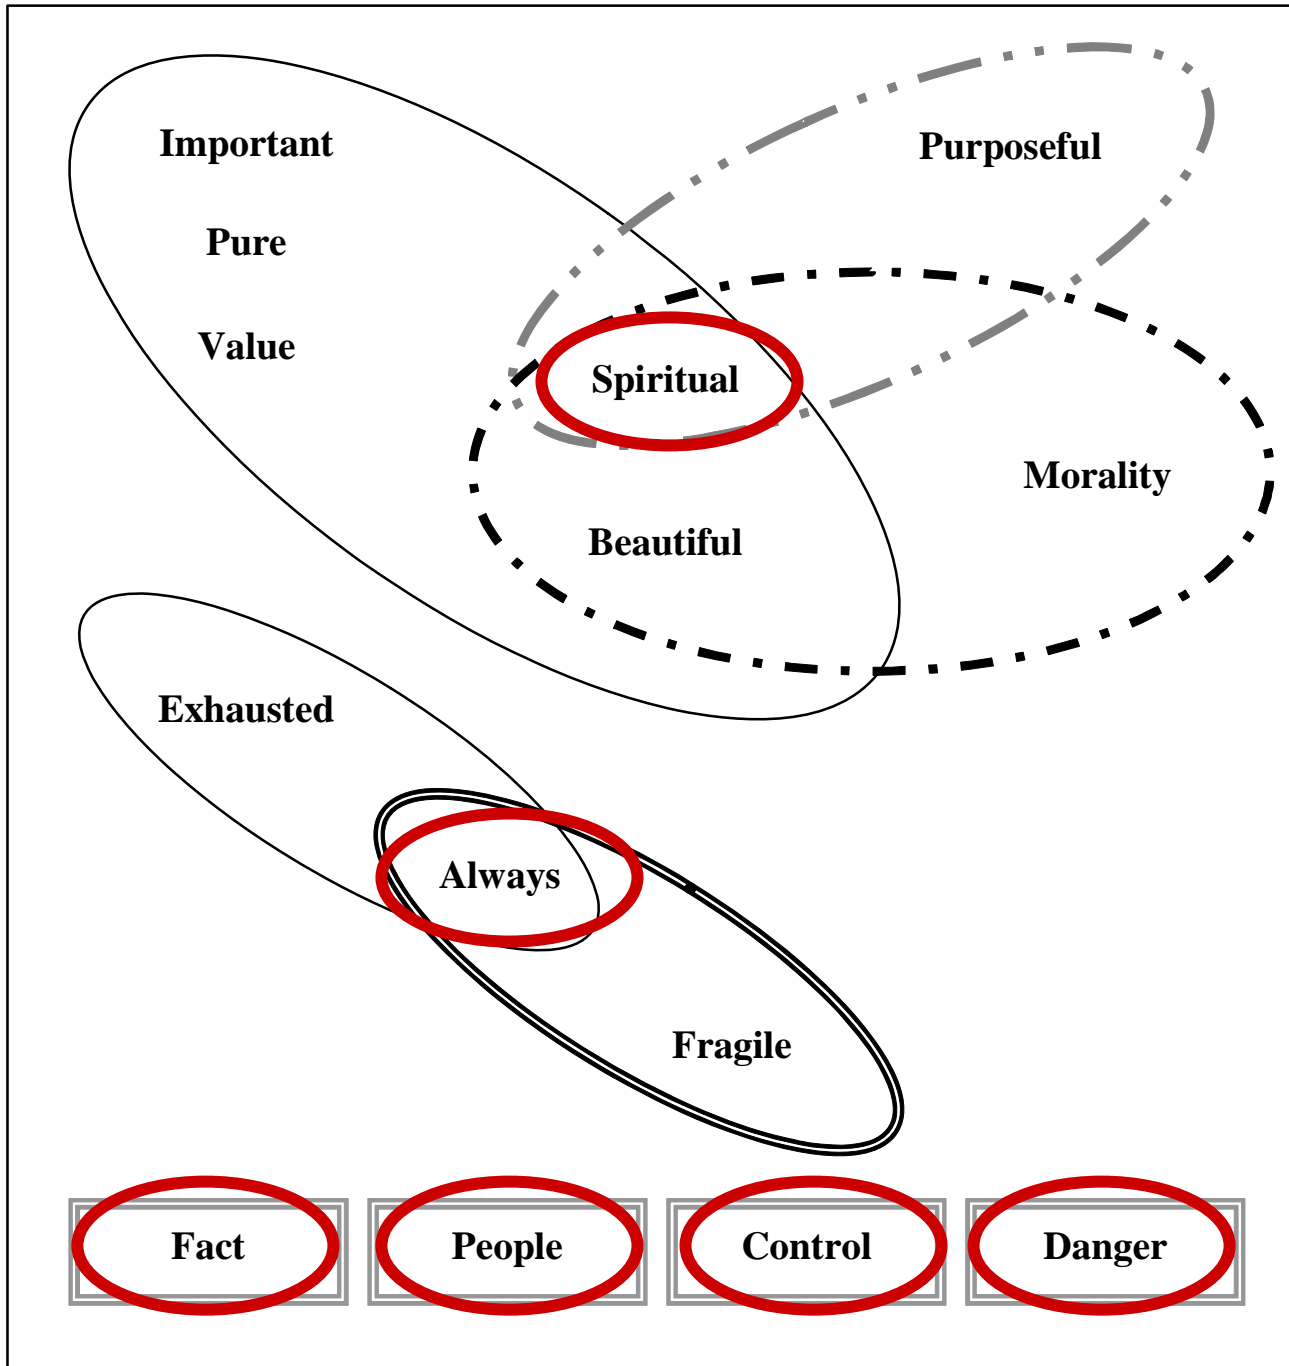 Important
Purposeful
Pure
Value
Spiritual
Morality
Beautiful
Exhausted
Always
Fragile
Fact
People
Control
Danger